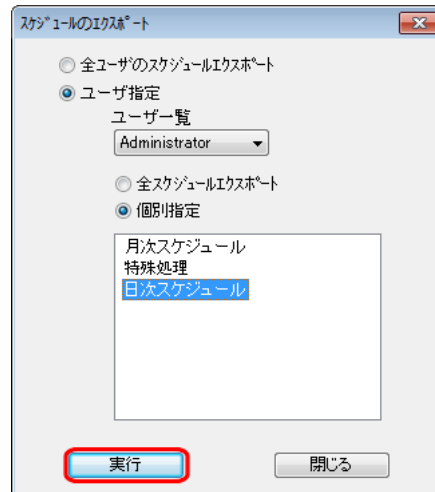 スケジュールのエクスポート
全ユーザのスケジュールエクスポート
ユーザ指定
ユーザ一覧
Administrator
全スケジュールエクスポート
個別指定
月次スケジュール
特殊処理
日次スケジュール
実行 閉じる